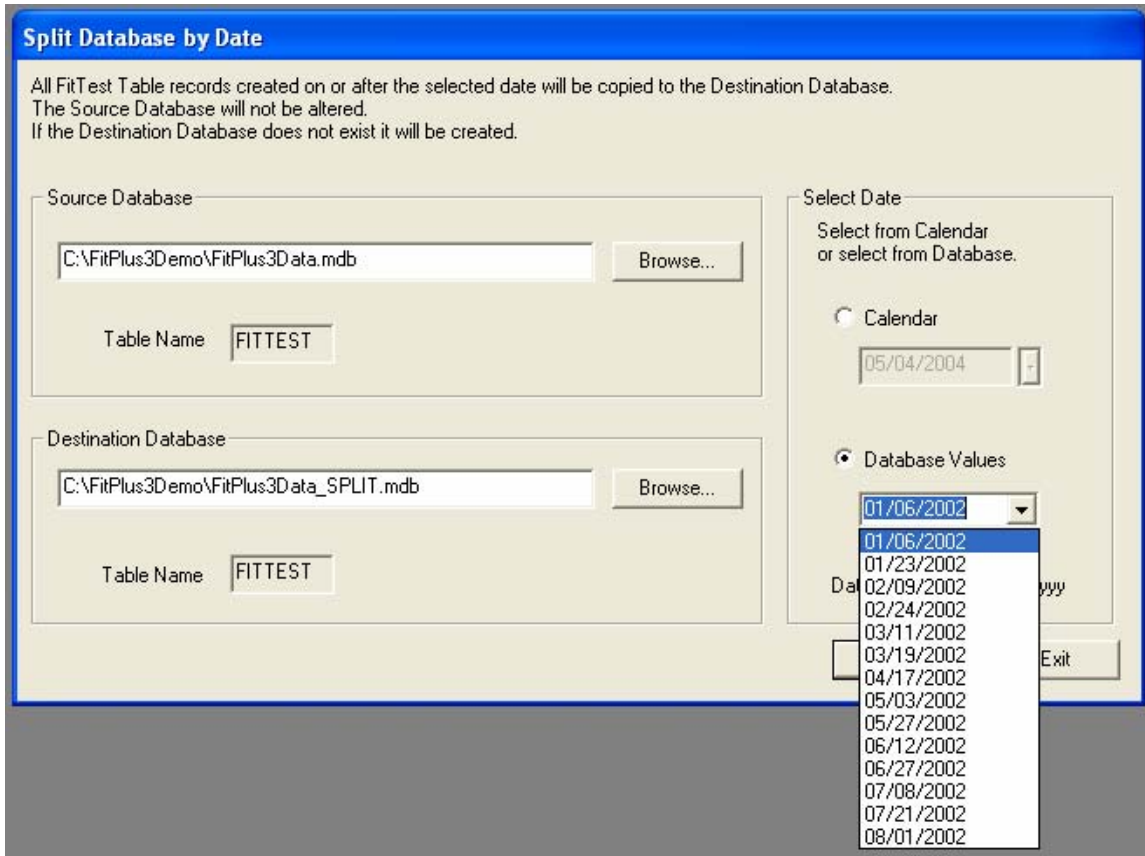 Split Database by Date
All FitTest Table records created on or after the selected date will be copied to the Destination Database.
The Source Database will not be altered.
If the Destination Database does not exist it will be created.
Source Database
C:\FitPlus3Demo\FitPlus3Data.mdb
Browse...
Table Name
FITTEST
Destination Database
C:\FitPlus3Demo\FitPlus3Data_SPLIT.mdb
Browse...
Table Name
FITTEST
Select Date
Select from Calendar
or select from Database.
Calendar
05/04/2004
Database Values
01/06/2002
01/06/2002
01/23/2002
02/09/2002
02/24/2002
03/11/2002
03/19/2002
04/17/2002
05/03/2002
05/27/2002
06/12/2002
06/27/2002
07/08/2002
07/21/2002
08/01/2002
Exit